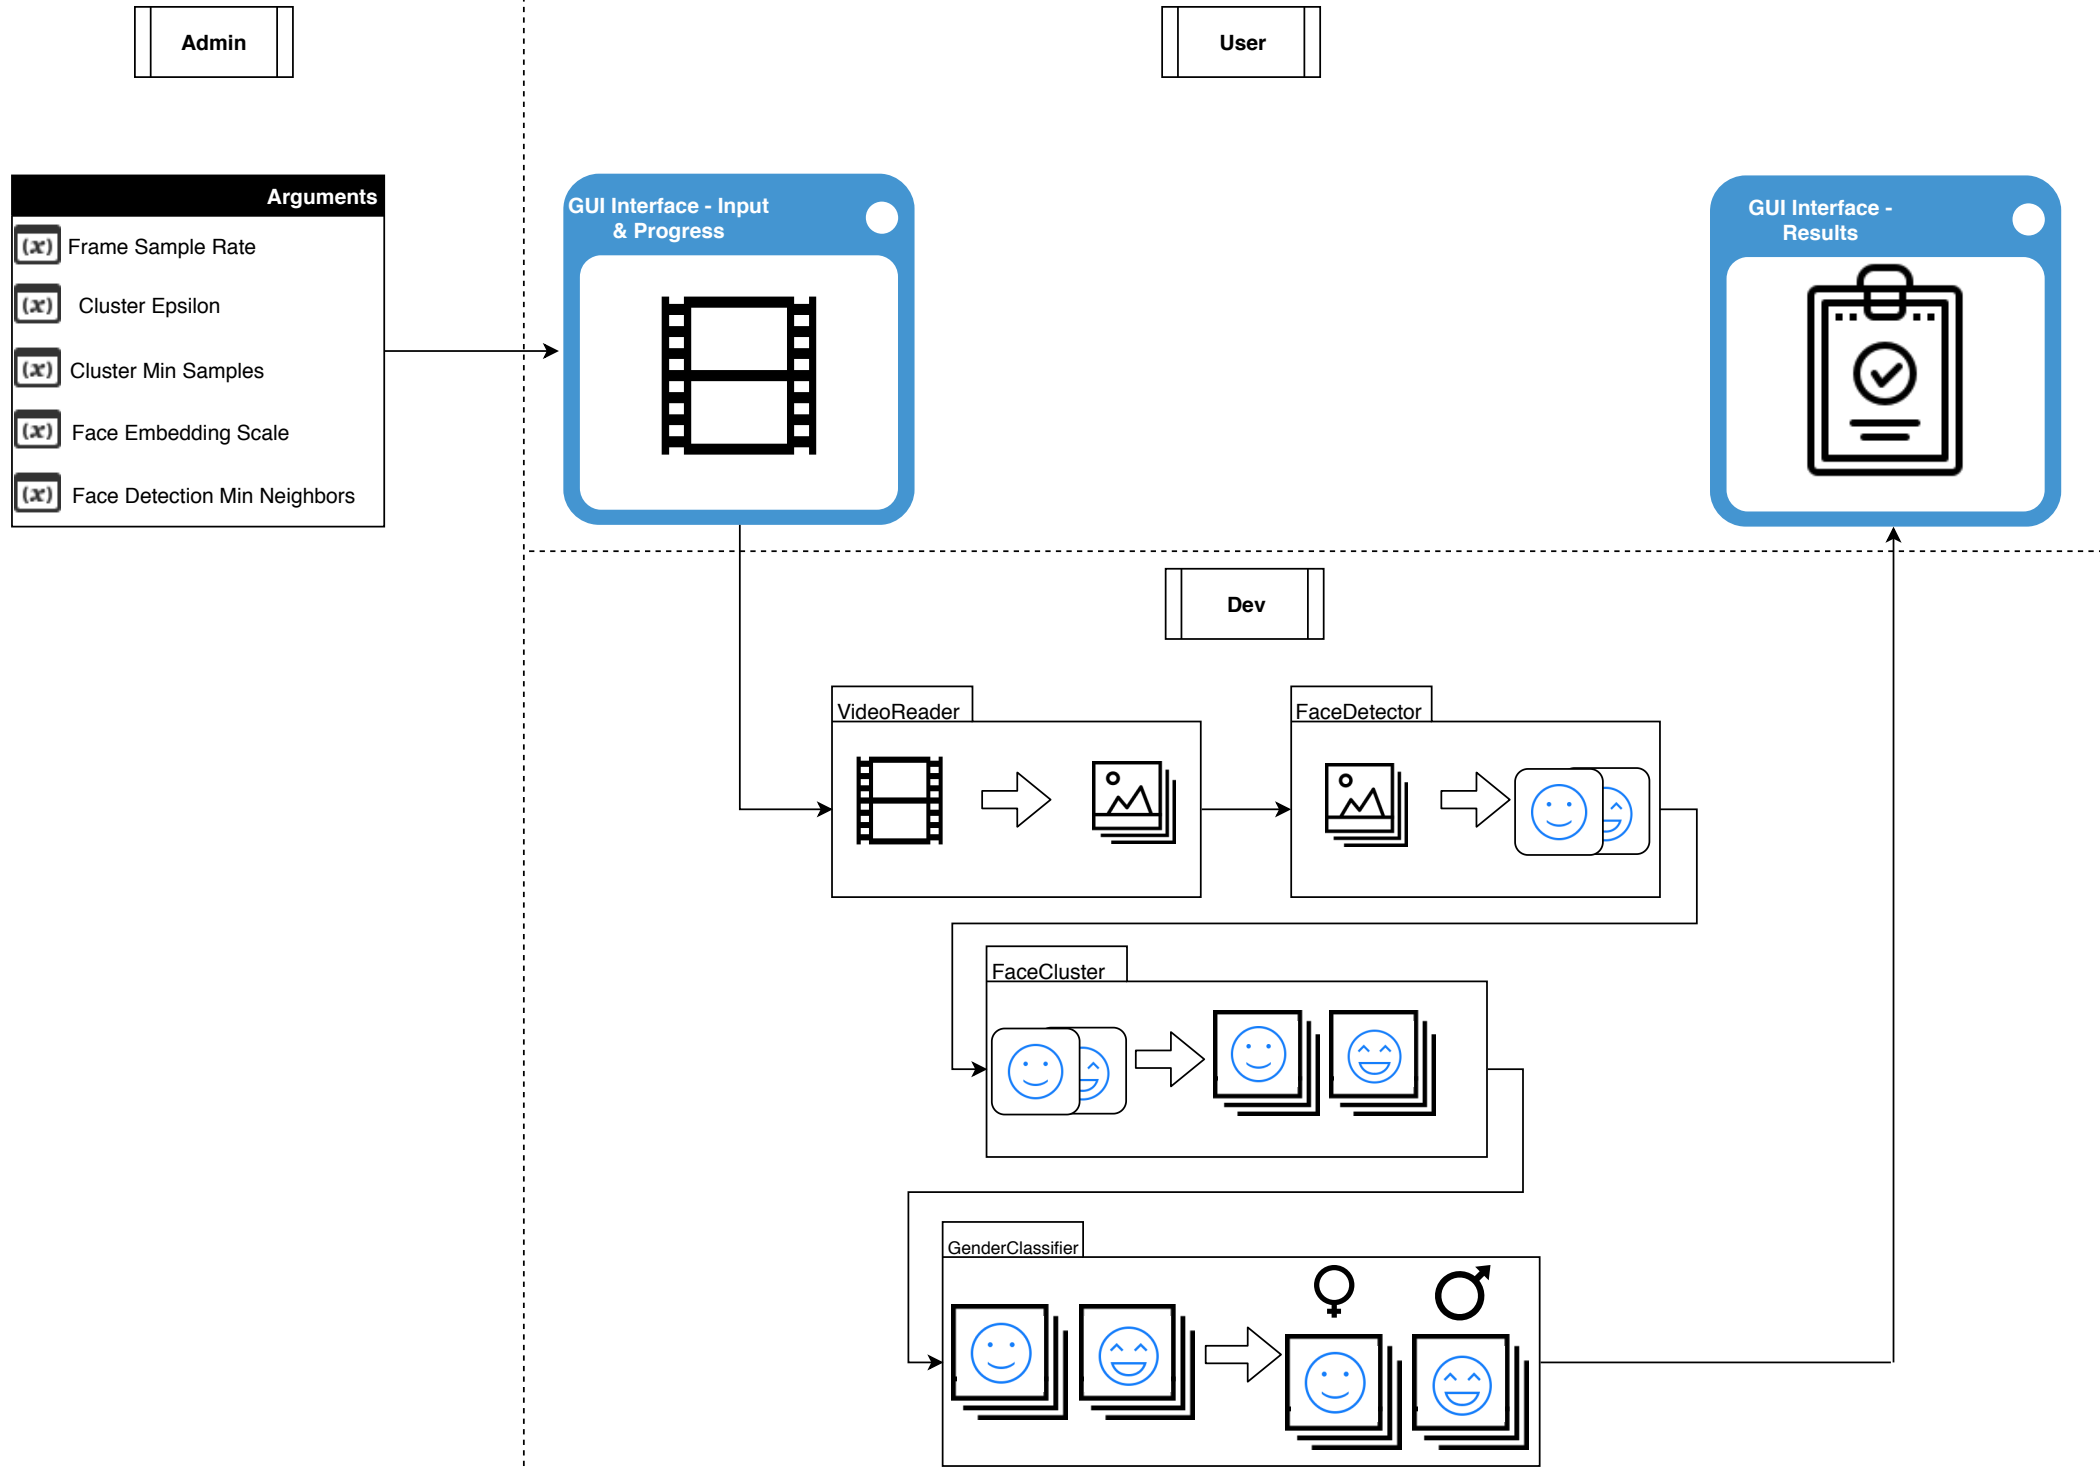 Admin
User
Arguments
(x) Frame Sample Rate
(x) Cluster Epsilon
(x) Cluster Min Samples
(x) Face Embedding Scale
(x) Face Detection Min Neighbors
GUI Interface - Input
& Progress
GUI Interface -
Results
Dev
VideoReader
FaceDetector
FaceCluster
GenderClassifier